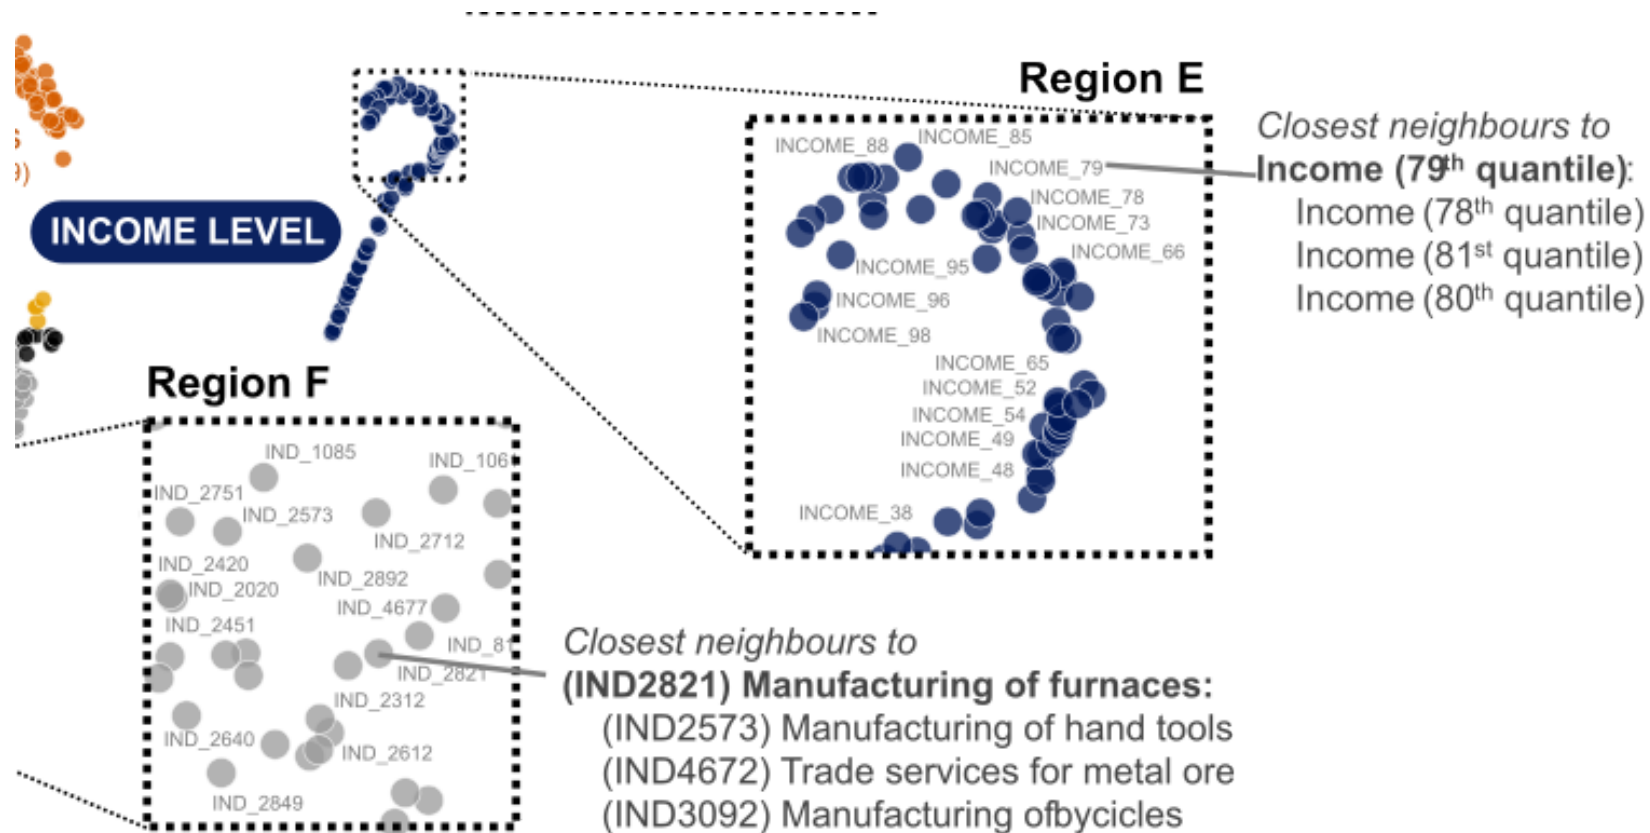 Region E
Closest neighbours to
Income (79th quantile):
Income (78th quantile)
Income (81st quantile)
Income (80th quantile)
INCOME_88
INCOME_85
INCOME_79
INCOME_78
INCOME_73
INCOME_66
INCOME_95
INCOME_96
INCOME_98
INCOME_65
INCOME_52
INCOME_54
INCOME_49
INCOME_48
INCOME_38
INCOME LEVEL
Region F
IND_1085
IND_106
IND_2751
IND_2573
IND_2712
IND_2420
IND_2892
IND_2020
IND_4677
IND_2451
IND_81
IND_2821
IND_2312
IND_2640
IND_2612
IND_2849
Closest neighbours to
(IND2821) Manufacturing of furnaces:
(IND2573) Manufacturing of hand tools
(IND4672) Trade services for metal ore
(IND3092) Manufacturing ofbycicles